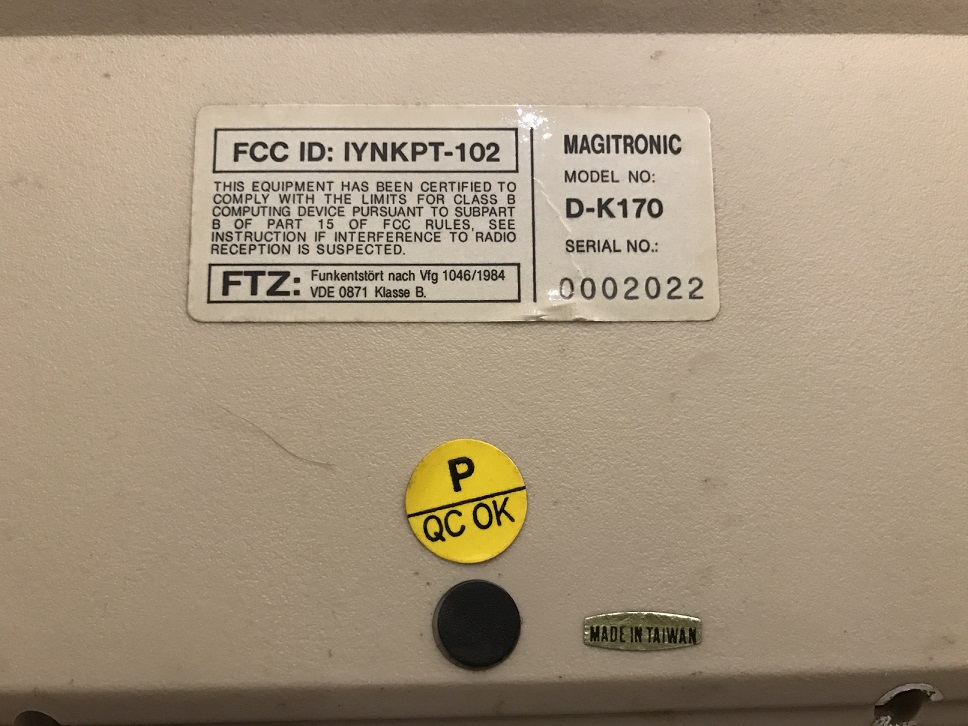 FCC ID: IYNKPT-102
THIS EQUIPMENT HAS BEEN CERTIFIED TO
COMPLY WITH THE LIMITS FOR CLASS B
COMPUTING DEVICE PURSUANT TO SUBPART
B OF PART 15 OF FCC RULES, SEE
INSTRUCTION IF INTERFERENCE TO RADIO
RECEPTION IS SUSPECTED.
FTZ: Funkentstört nach Vfg 1046/1984
VDE 0871 Klasse B.
MAGITRONIC
MODEL NO:
D-K170
SERIAL NO.:
0002022
P
QC OK
MADE IN TAIWAN